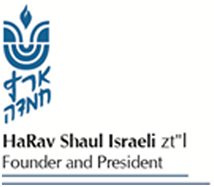 ארץ
חמדה
HaRav Shaul Israeli zt"l
Founder and President